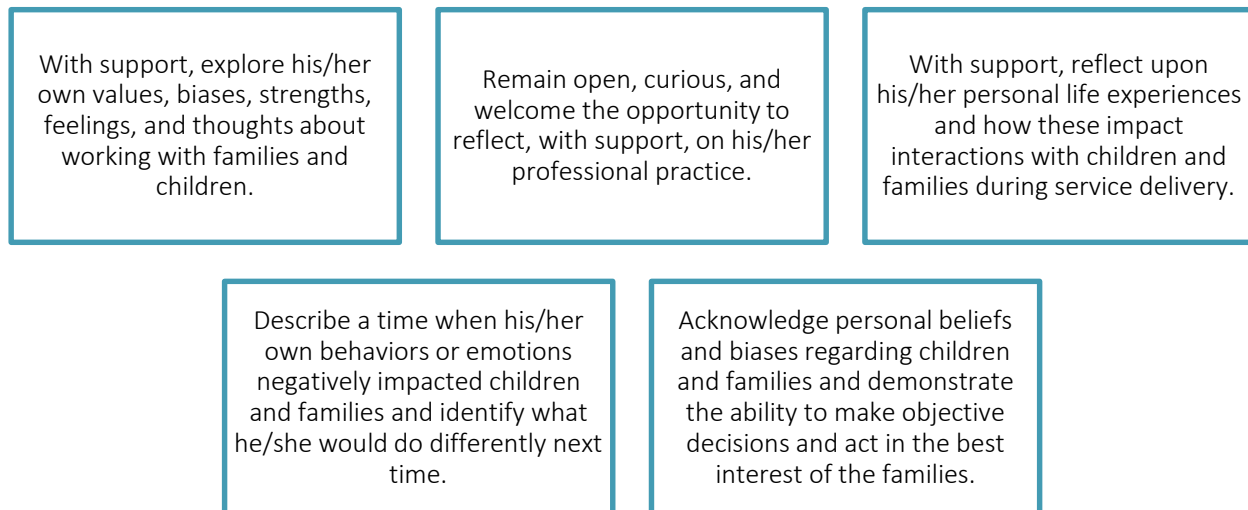 With support, explore his/her
own values, biases, strengths,
feelings, and thoughts about
working with families and
children.
Remain open, curious, and
welcome the opportunity to
reflect, with support, on his/her
professional practice.
With support, reflect upon
his/her personal life experiences
and how these impact
interactions with children and
families during service delivery.
Describe a time when his/her
own behaviors or emotions
negatively impacted children
and families and identify what
he/she would do differently next
time.
Acknowledge personal beliefs
and biases regarding children
and families and demonstrate
the ability to make objective
decisions and act in the best
interest of the families.